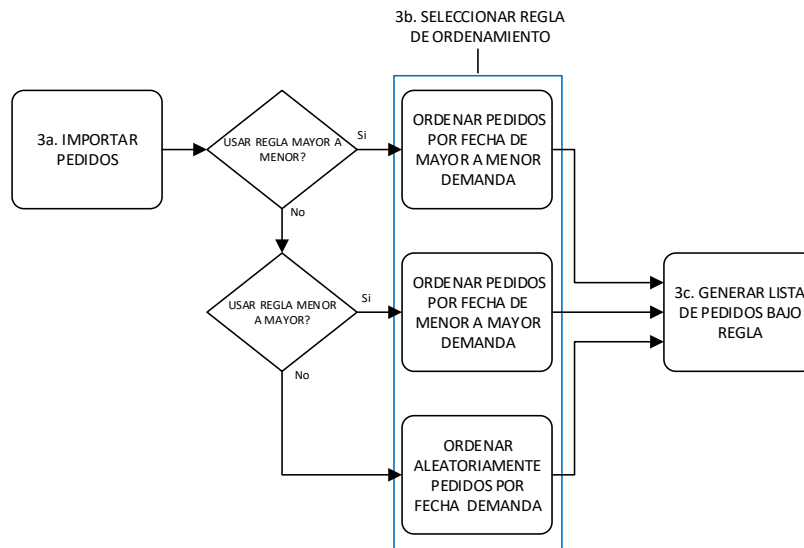 3b. SELECCIONAR REGLA
DE ORDENAMIENTO
3a. IMPORTAR
PEDIDOS
USAR REGLA MAYOR A
MENOR?
Si
No
ORDENAR PEDIDOS
POR FECHA DE
MAYOR A MENOR
DEMANDA
USAR REGLA MENOR
A MAYOR?
Si
No
ORDENAR PEDIDOS
POR FECHA DE
MENOR A MAYOR
DEMANDA
3c. GENERAR LISTA
DE PEDIDOS BAJO
REGLA
ORDENAR
ALEATORIAMENTE
PEDIDOS POR
FECHA DEMANDA